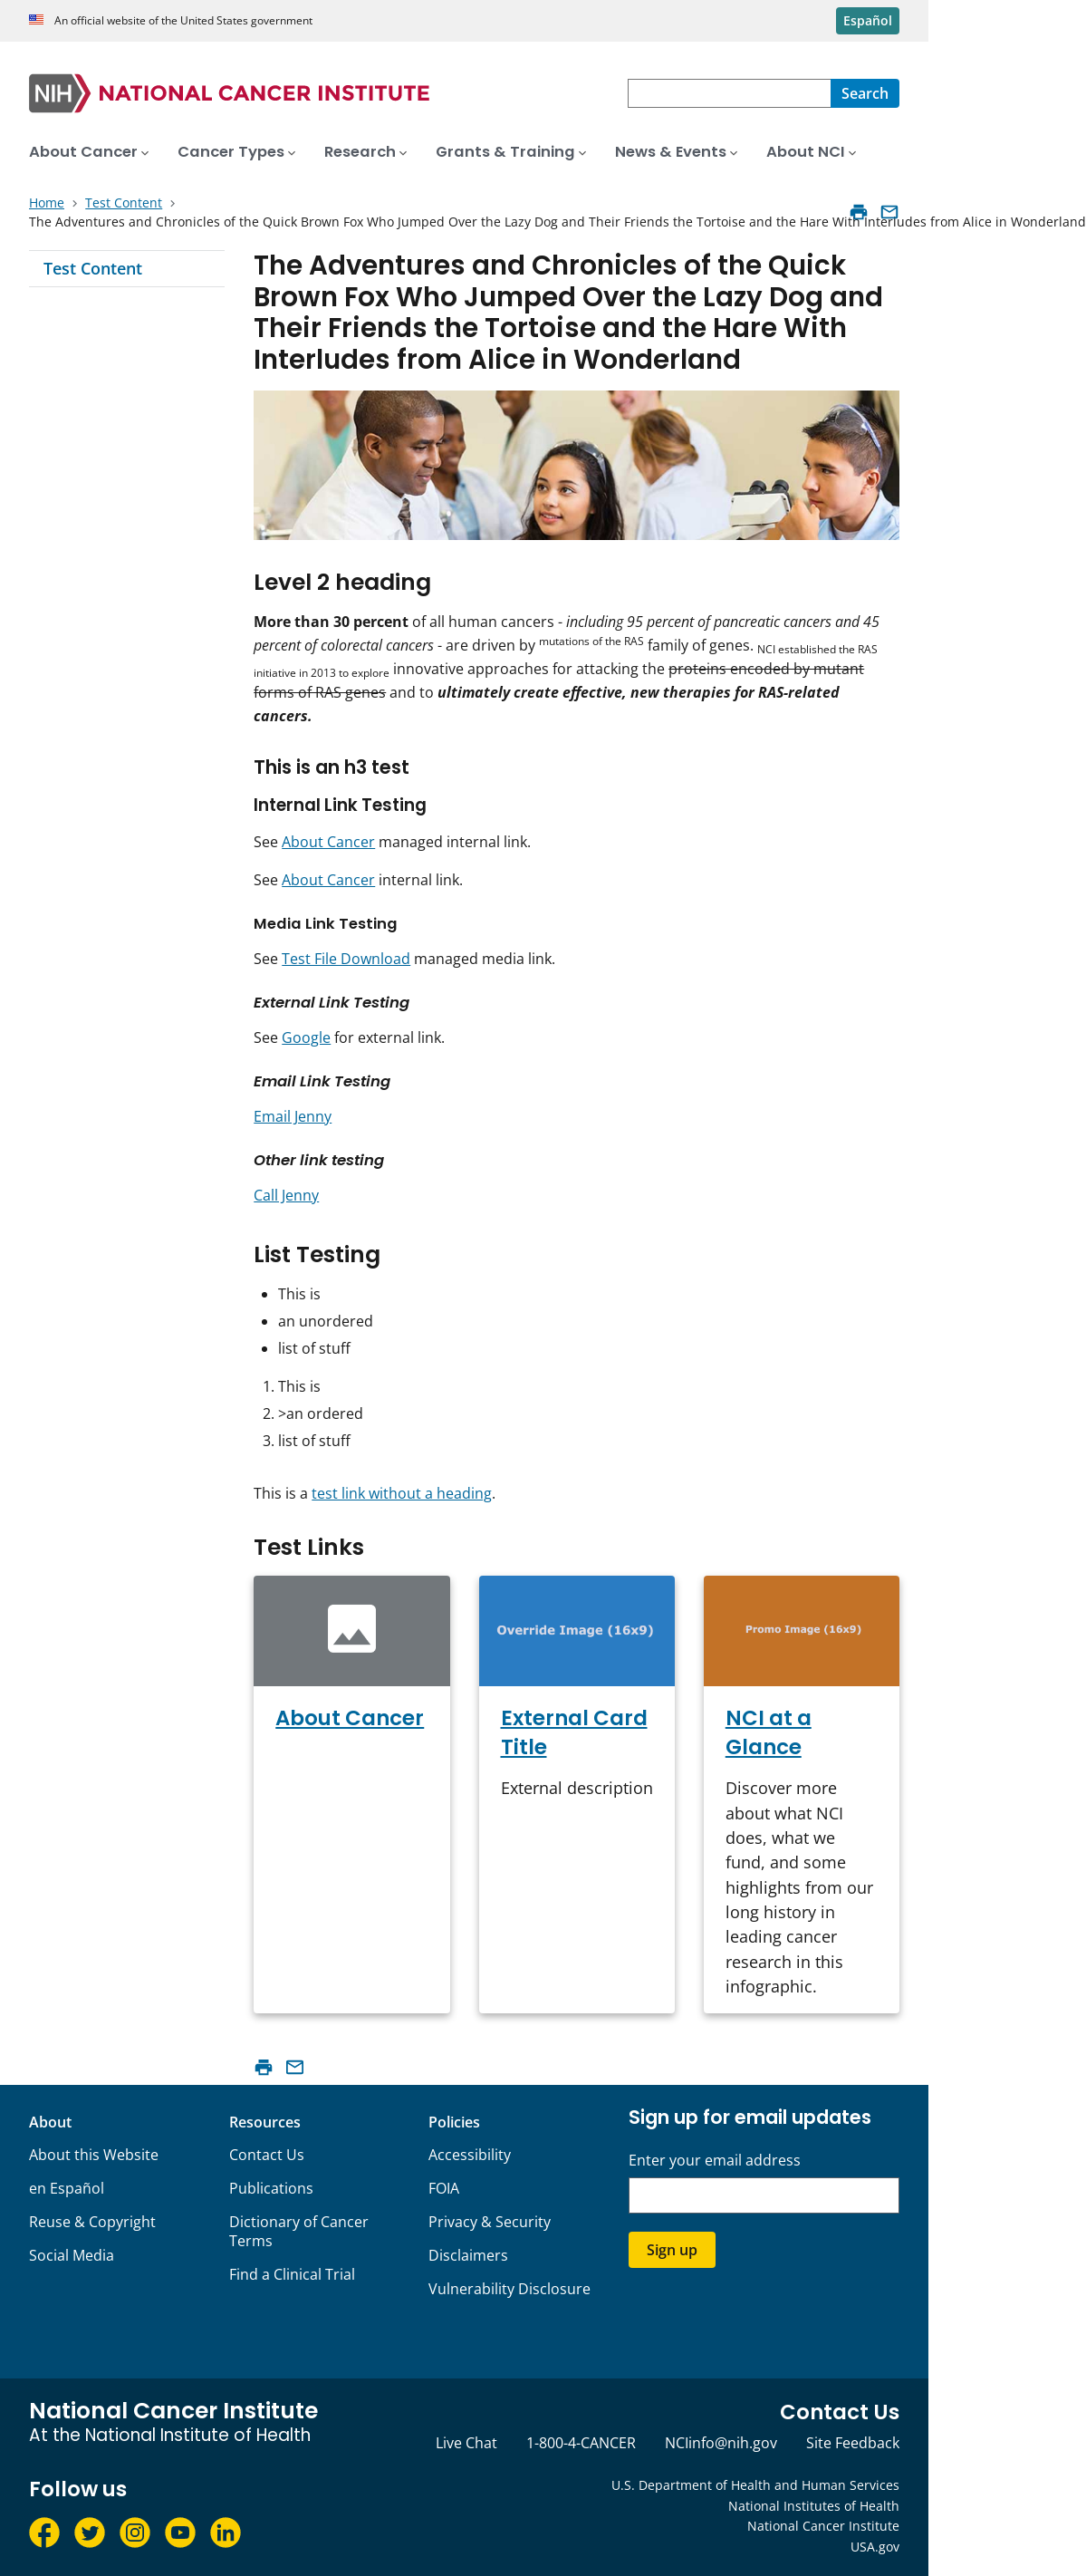 An official website of the United States government
Español
NIH NATIONAL CANCER INSTITUTE
Search
About Cancer
Cancer Types
Research
Grants & Training
News & Events
About NCI
Home
Test Content
The Adventures and Chronicles of the Quick Brown Fox Who Jumped Over the Lazy Dog and Their Friends the Tortoise and the Hare With Interludes from Alice in Wonderland
Test Content
The Adventures and Chronicles of the Quick
Brown Fox Who Jumped Over the Lazy Dog and
Their Friends the Tortoise and the Hare With
Interludes from Alice in Wonderland
Level 2 heading
More than 30 percent of all human cancers - including 95 percent of pancreatic cancers and 45
percent of colorectal cancers - are driven by mutations of the RAS family of genes. NCI established the RAS
initiative in 2013 to explore innovative approaches for attacking the proteins encoded by mutant
forms of RAS genes and to ultimately create effective, new therapies for RAS-related
cancers.
This is an h3 test
Internal Link Testing
See About Cancer managed internal link.
See About Cancer internal link.
Media Link Testing
See Test File Download managed media link.
External Link Testing
See Google for external link.
Email Link Testing
Email Jenny
Other link testing
Call Jenny
List Testing
This is
an unordered
list of stuff
1. This is
2. >an ordered
3. list of stuff
This is a test link without a heading.
Test Links
Override Image (16x9)
Promo Image (16x9)
About Cancer
External Card
Title
External description
NCI at a
Glance
Discover more
about what NCI
does, what we
fund, and some
highlights from our
long history in
leading cancer
research in this
infographic.
About
About this Website
en Español
Reuse & Copyright
Social Media
Resources
Contact Us
Publications
Dictionary of Cancer
Terms
Find a Clinical Trial
Policies
Accessibility
FOIA
Privacy & Security
Disclaimers
Vulnerability Disclosure
Sign up for email updates
Enter your email address
Sign up
National Cancer Institute
At the National Institute of Health
Contact Us
Live Chat
1-800-4-CANCER
NCIinfo@nih.gov
Site Feedback
Follow us
U.S. Department of Health and Human Services
National Institutes of Health
National Cancer Institute
USA.gov